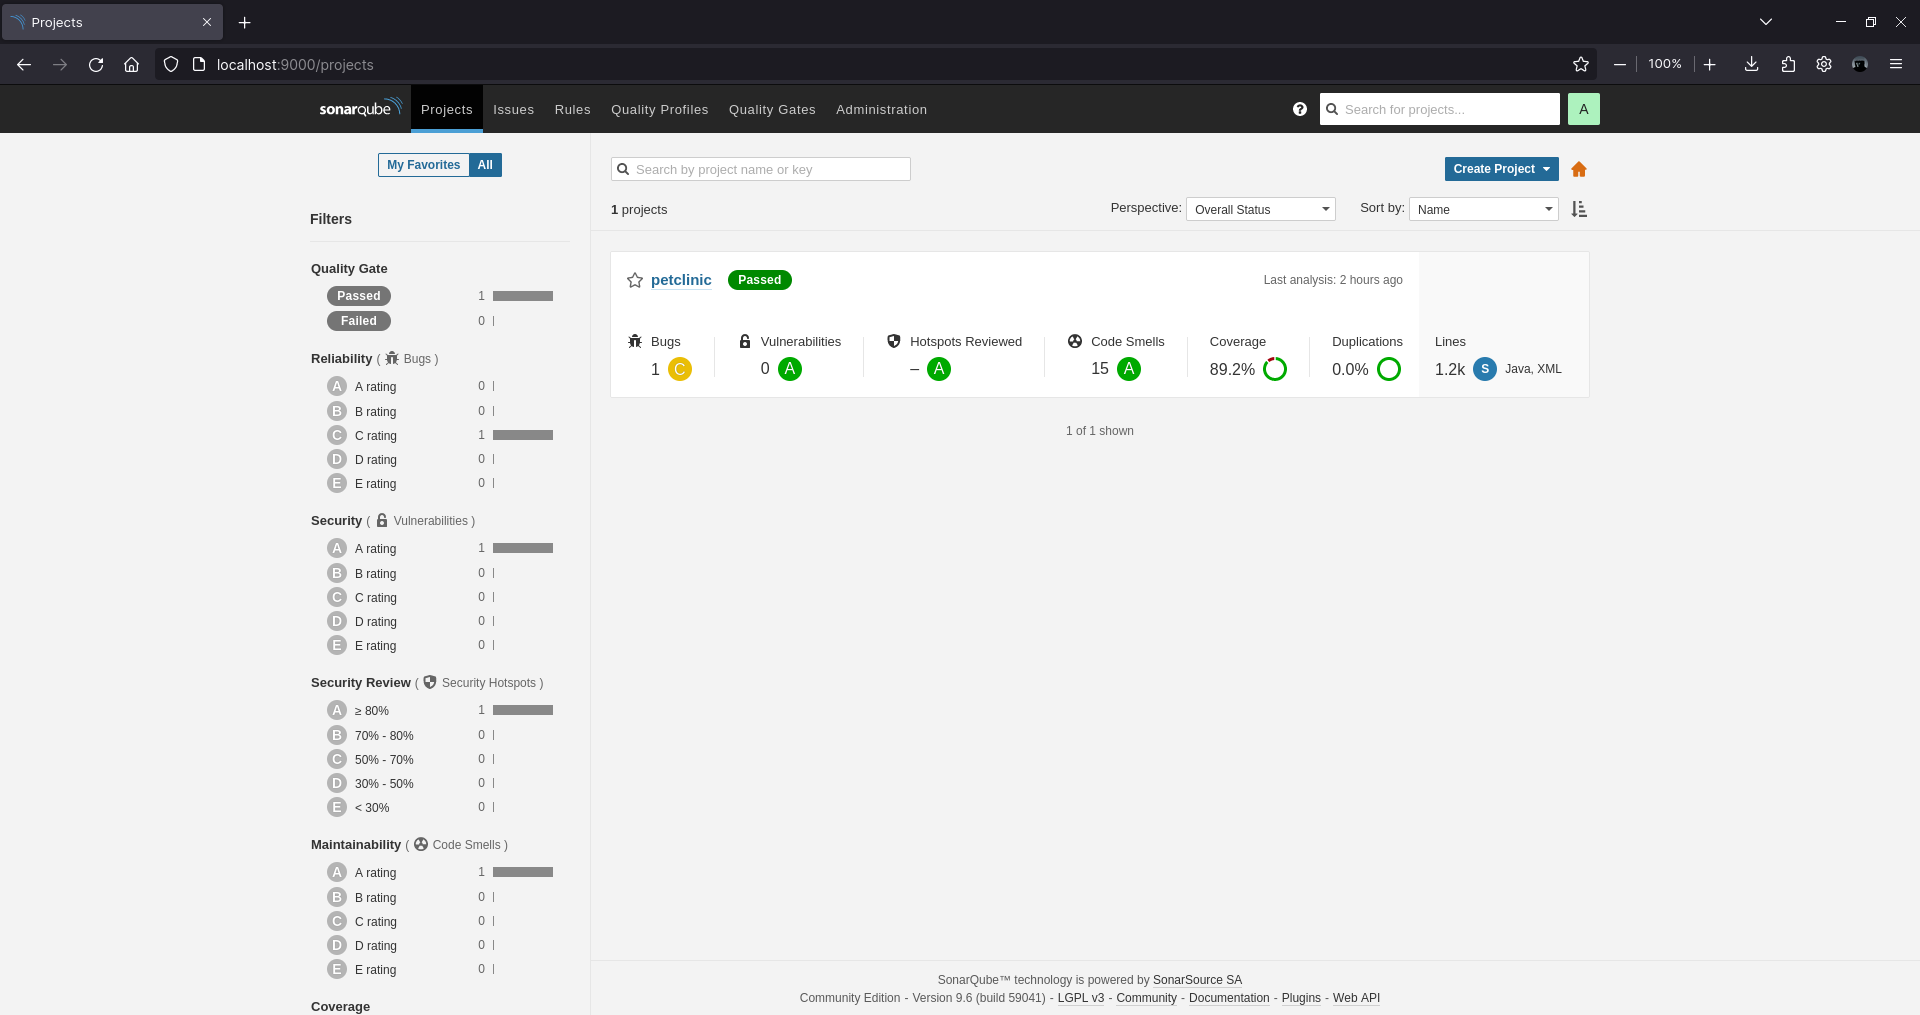 Projects
localhost:9000/projects
100%
sonarqube
Projects Issues Rules Quality Profiles Quality Gates Administration
Search for projects...
A
My Favorites All
Filters
Quality Gate
Passed 1
Failed 0
Reliability ( Bugs )
A A rating 0
B B rating 0
C C rating 1
D D rating 0
E E rating 0
Security ( Vulnerabilities )
A A rating 1
B B rating 0
C C rating 0
D D rating 0
E E rating 0
Security Review ( Security Hotspots )
A ≥ 80% 1
B 70% - 80% 0
C 50% - 70% 0
D 30% - 50% 0
E < 30% 0
Maintainability ( Code Smells )
A A rating 1
B B rating 0
C C rating 0
D D rating 0
E E rating 0
Coverage
Search by project name or key
Create Project
1 projects
Perspective: Overall Status
Sort by: Name
petclinic Passed
Last analysis: 2 hours ago
Bugs Vulnerabilities Hotspots Reviewed Code Smells Coverage Duplications Lines
1 C 0 A – A 15 A 89.2% 0.0% 1.2k S Java, XML
1 of 1 shown
SonarQube™ technology is powered by SonarSource SA
Community Edition - Version 9.6 (build 59041) - LGPL v3 - Community - Documentation - Plugins - Web API